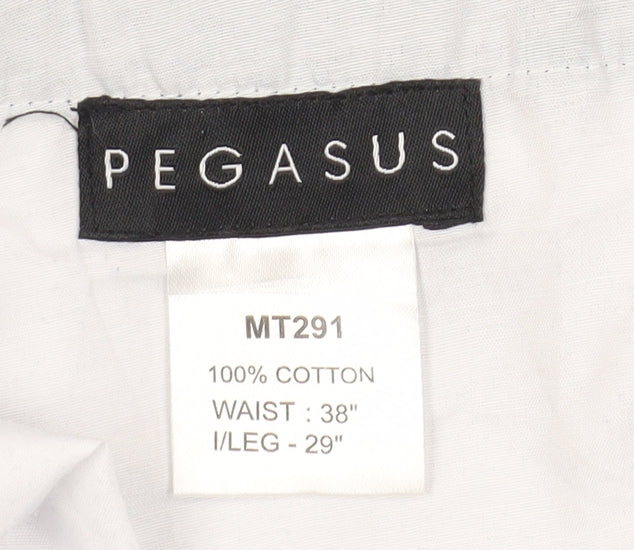 PEGASUS
MT291
100% COTTON
WAIST : 38"
I/LEG - 29"